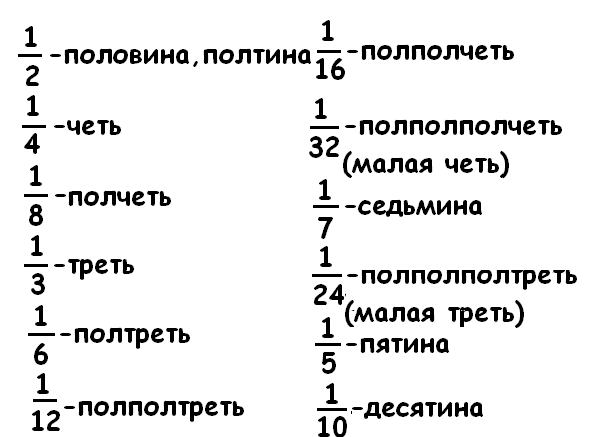 1/2 -половина, полтина
1/4 -четь
1/8 -полчеть
1/3 -треть
1/6 -полтреть
1/12 -полполтреть
1/16 -полполчеть
1/32 -полполполчеть
(малая четь)
1/7 -седьмина
1/24 -полполполтреть
(малая треть)
1/5 -пятина
1/10 -десятина